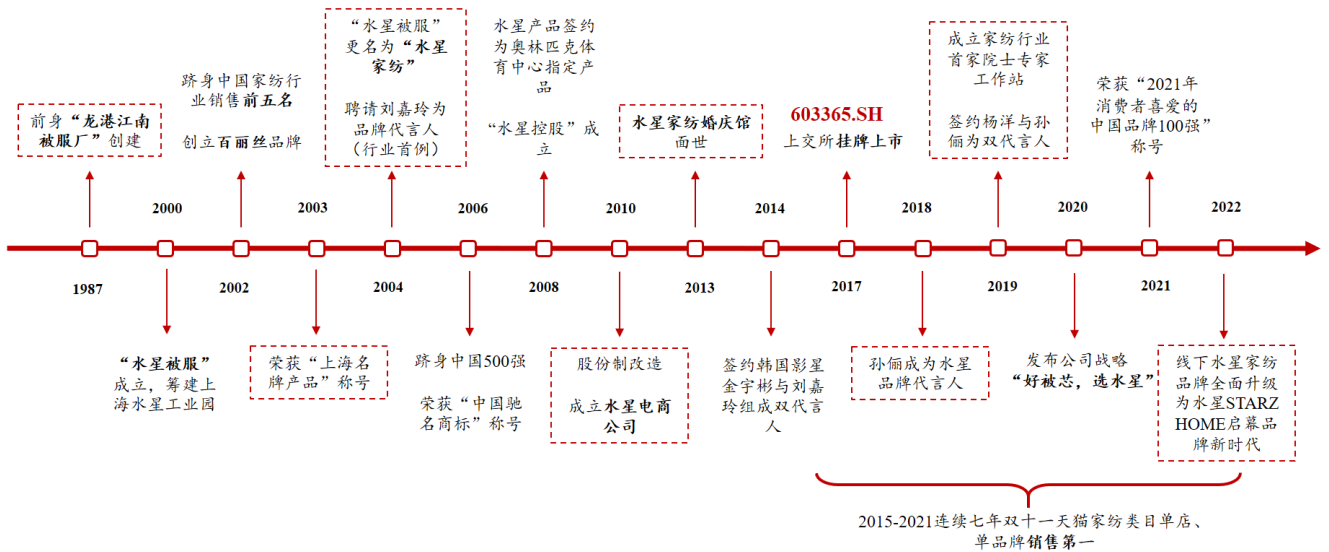 前身“龙港江南
被服厂”创建
跻身中国家纺行
业销售前五名
创立百丽丝品牌
“水星被服”
更名为“水星
家纺”
聘请刘嘉玲为
品牌代言人
（行业首例）
水星产品签约
为奥林匹克体
育中心指定产
品
“水星控股”成
立
水星家纺婚庆馆
面世
603365.SH
上交所挂牌上市
成立家纺行业
首家院士专家
工作站
签约杨洋与孙
俪为双代言人
荣获“2021年
消费者喜爱的
中国品牌100强”
称号
2000
2003
2006
2010
2014
2018
2020
2022
1987
2002
2004
2008
2013
2017
2019
2021
“水星被服”
成立，筹建上
海水星工业园
荣获“上海名
牌产品”称号
跻身中国500强
荣获“中国驰
名商标”称号
股份制改造
成立水星电商
公司
签约韩国影星
金宇彬与刘嘉
玲组成双代言
人
孙俪成为水星
品牌代言人
发布公司战略
“好被芯，选水星”
线下水星家纺
品牌全面升级
为水星STARZ
HOME启幕品
牌新时代
2015-2021连续七年双十一天猫家纺类目单店、
单品牌销售第一